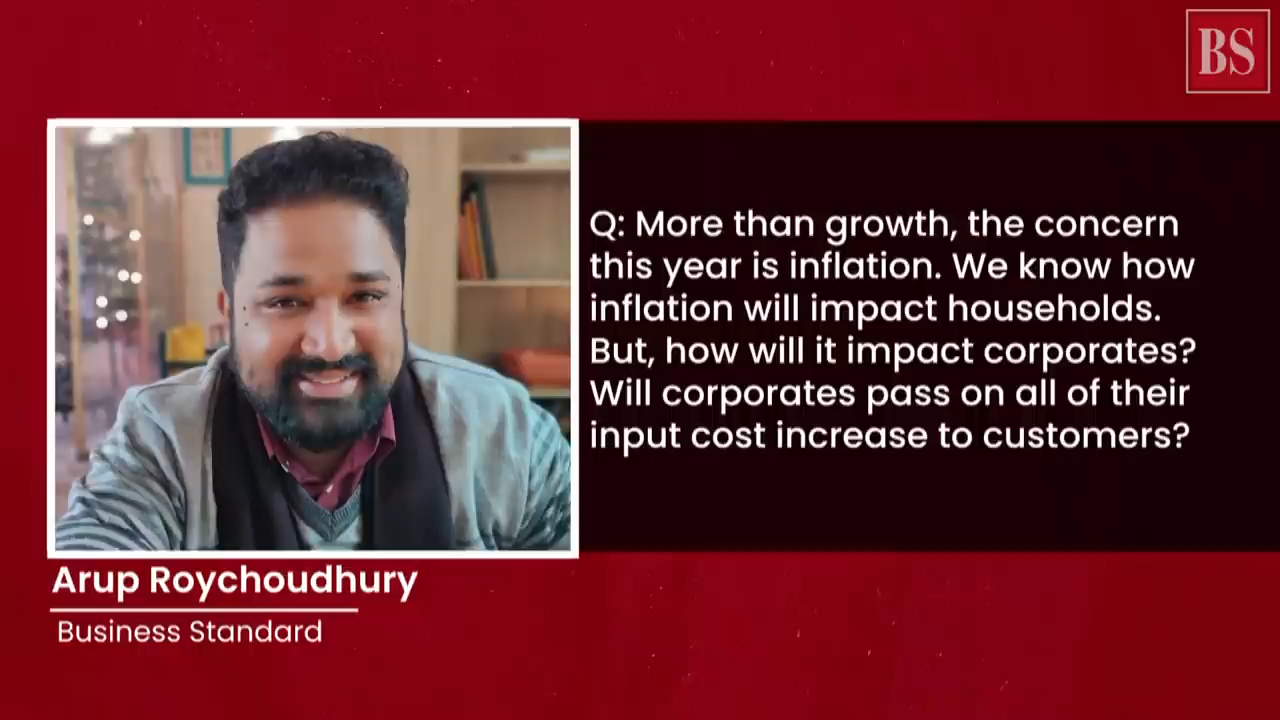 BS
Q: More than growth, the concern
this year is inflation. We know how
inflation will impact households.
But, how will it impact corporates?
Will corporates pass on all of their
input cost increase to customers?
Arup Roychoudhury
Business Standard